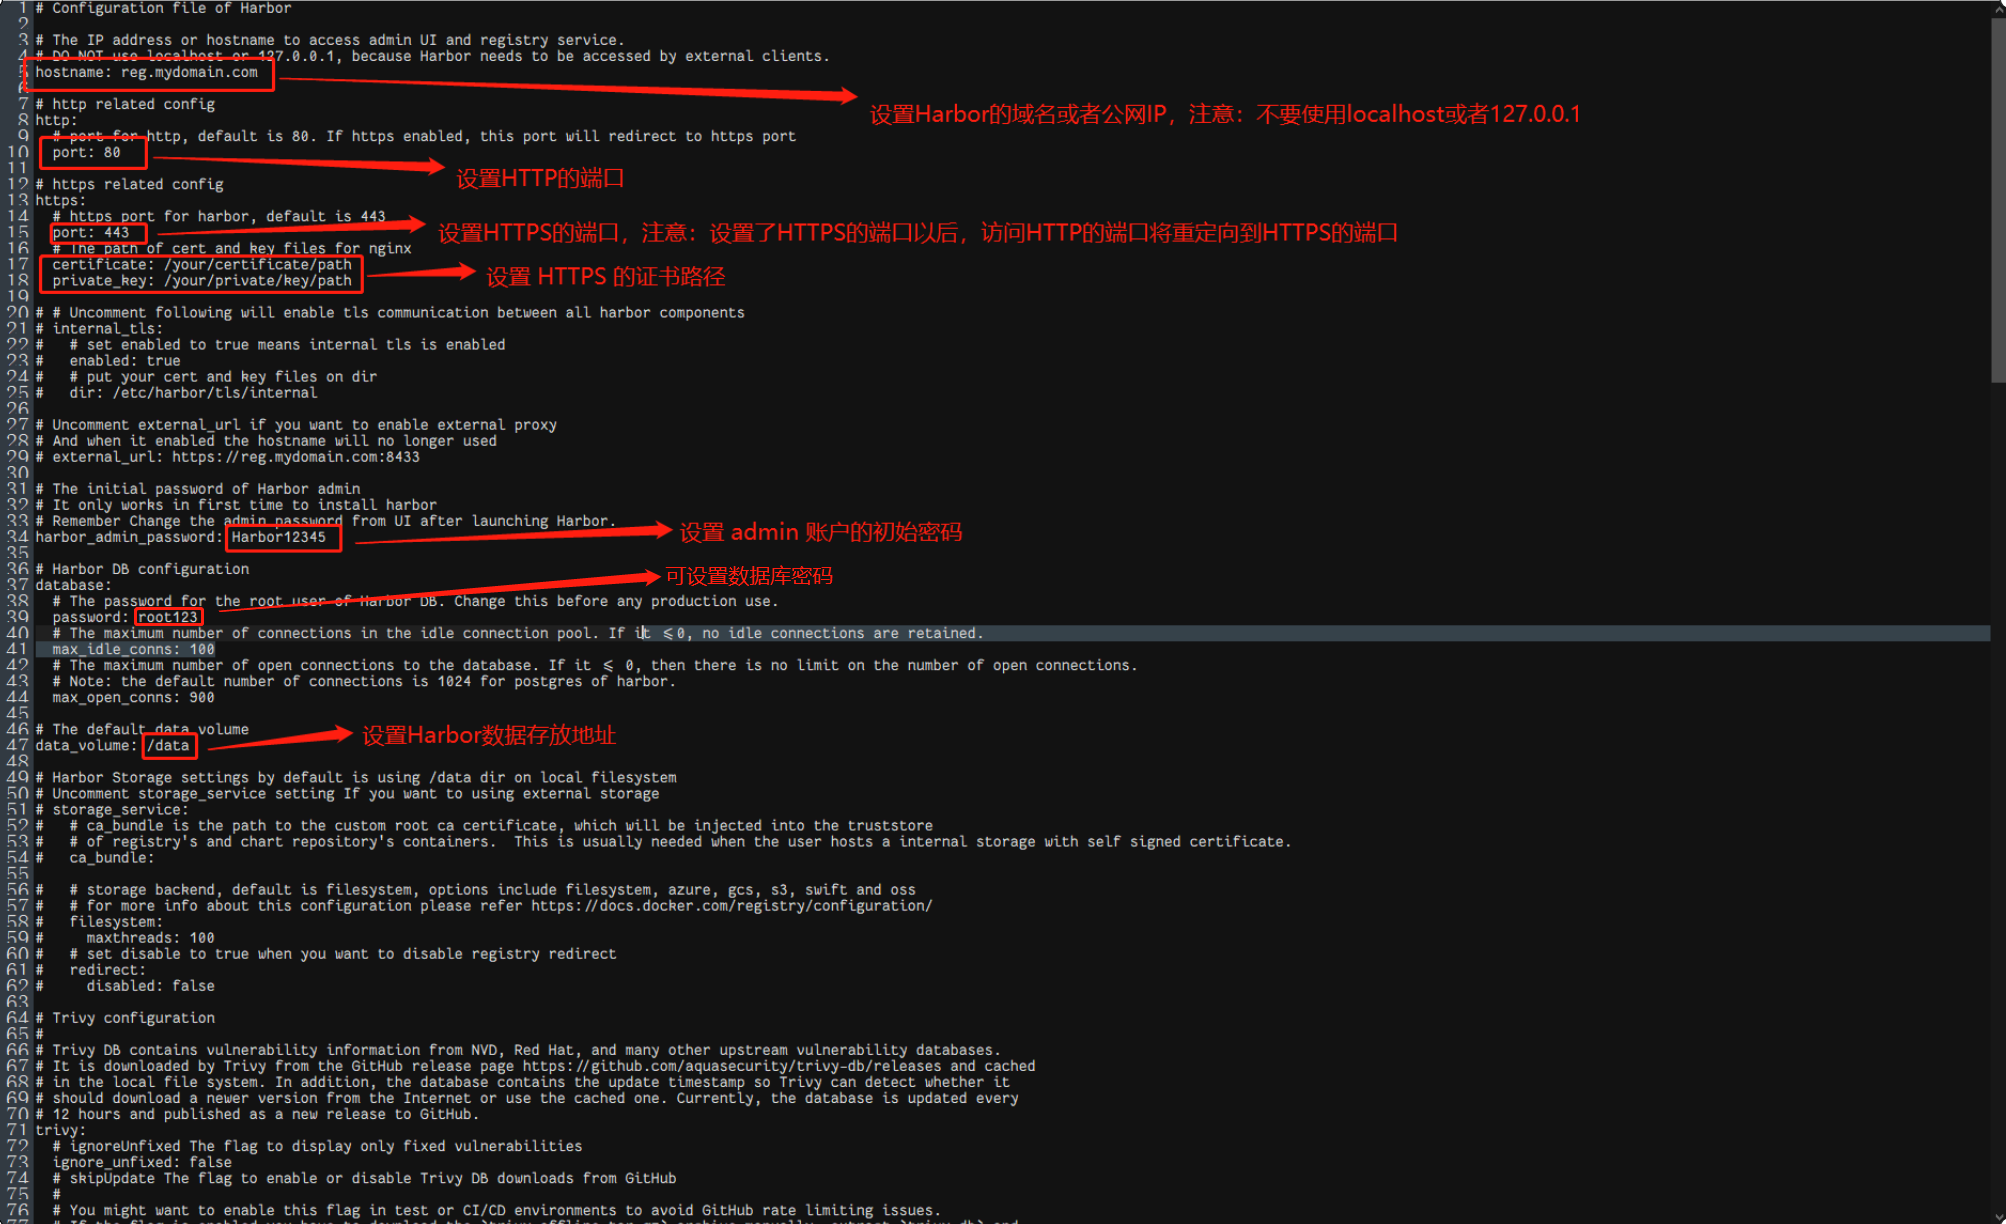 1 # Configuration file of Harbor
2
3 # The IP address or hostname to access admin UI and registry service.
4 # DO NOT use localhost or 127.0.0.1, because Harbor needs to be accessed by external clients.
5 hostname: reg.mydomain.com
6
设置Harbor的域名或者公网IP，注意：不要使用localhost或者127.0.0.1
7 # http related config
8 http:
9   # port for http, default is 80. If https enabled, this port will redirect to https port
10   port: 80
设置HTTP的端口
11
12 # https related config
13 https:
14   # https port for harbor, default is 443
15   port: 443
设置HTTPS的端口，注意：设置了HTTPS的端口以后，访问HTTP的端口将重定向到HTTPS的端口
16   # The path of cert and key files for nginx
17   certificate: /your/certificate/path
18   private_key: /your/private/key/path
设置 HTTPS 的证书路径
19
20 # # Uncomment following will enable tls communication between all harbor components
21 # internal_tls:
22 #   # set enabled to true means internal tls is enabled
23 #   enabled: true
24 #   # put your cert and key files on dir
25 #   dir: /etc/harbor/tls/internal
26
27 # Uncomment external_url if you want to enable external proxy
28 # And when it enabled the hostname will no longer used
29 # external_url: https://reg.mydomain.com:8433
30
31 # The initial password of Harbor admin
32 # It only works in first time to install harbor
33 # Remember Change the admin password from UI after launching Harbor.
34 harbor_admin_password: Harbor12345
设置 admin 账户的初始密码
35
36 # Harbor DB configuration
37 database:
38   # The password for the root user of Harbor DB. Change this before any production use.
39   password: root123
可设置数据库密码
40   # The maximum number of connections in the idle connection pool. If it ⩽0, no idle connections are retained.
41   max_idle_conns: 100
42   # The maximum number of open connections to the database. If it ⩽ 0, then there is no limit on the number of open connections.
43   # Note: the default number of connections is 1024 for postgres of harbor.
44   max_open_conns: 900
45
46 # The default data volume
47 data_volume: /data
设置Harbor数据存放地址
48
49 # Harbor Storage settings by default is using /data dir on local filesystem
50 # Uncomment storage_service setting If you want to using external storage
51 # storage_service:
52 #   # ca_bundle is the path to the custom root ca certificate, which will be injected into the truststore
53 #   # of registry's and chart repository's containers.  This is usually needed when the user hosts a internal storage with self signed certificate.
54 #   ca_bundle:
55
56 #   # storage backend, default is filesystem, options include filesystem, azure, gcs, s3, swift and oss
57 #   # for more info about this configuration please refer https://docs.docker.com/registry/configuration/
58 #   filesystem:
59 #     maxthreads: 100
60 #   # set disable to true when you want to disable registry redirect
61 #   redirect:
62 #     disabled: false
63
64 # Trivy configuration
65 #
66 # Trivy DB contains vulnerability information from NVD, Red Hat, and many other upstream vulnerability databases.
67 # It is downloaded by Trivy from the GitHub release page https://github.com/aquasecurity/trivy-db/releases and cached
68 # in the local file system. In addition, the database contains the update timestamp so Trivy can detect whether it
69 # should download a newer version from the Internet or use the cached one. Currently, the database is updated every
70 # 12 hours and published as a new release to GitHub.
71 trivy:
72   # ignoreUnfixed The flag to display only fixed vulnerabilities
73   ignore_unfixed: false
74   # skipUpdate The flag to enable or disable Trivy DB downloads from GitHub
75   #
76   # You might want to enable this flag in test or CI/CD environments to avoid GitHub rate limiting issues.